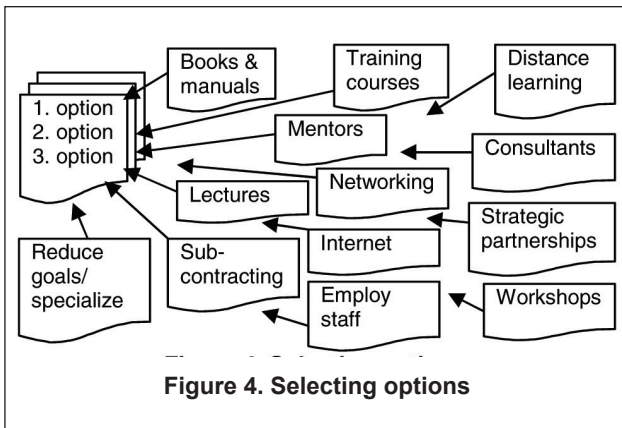 Books &
manuals
Training
courses
Distance
learning
1. option
2. option
3. option
Mentors
Consultants
Lectures
Networking
Strategic
partnerships
Reduce
goals/
specialize
Sub-
contracting
Internet
Employ
staff
Workshops
Figure 4. Selecting options